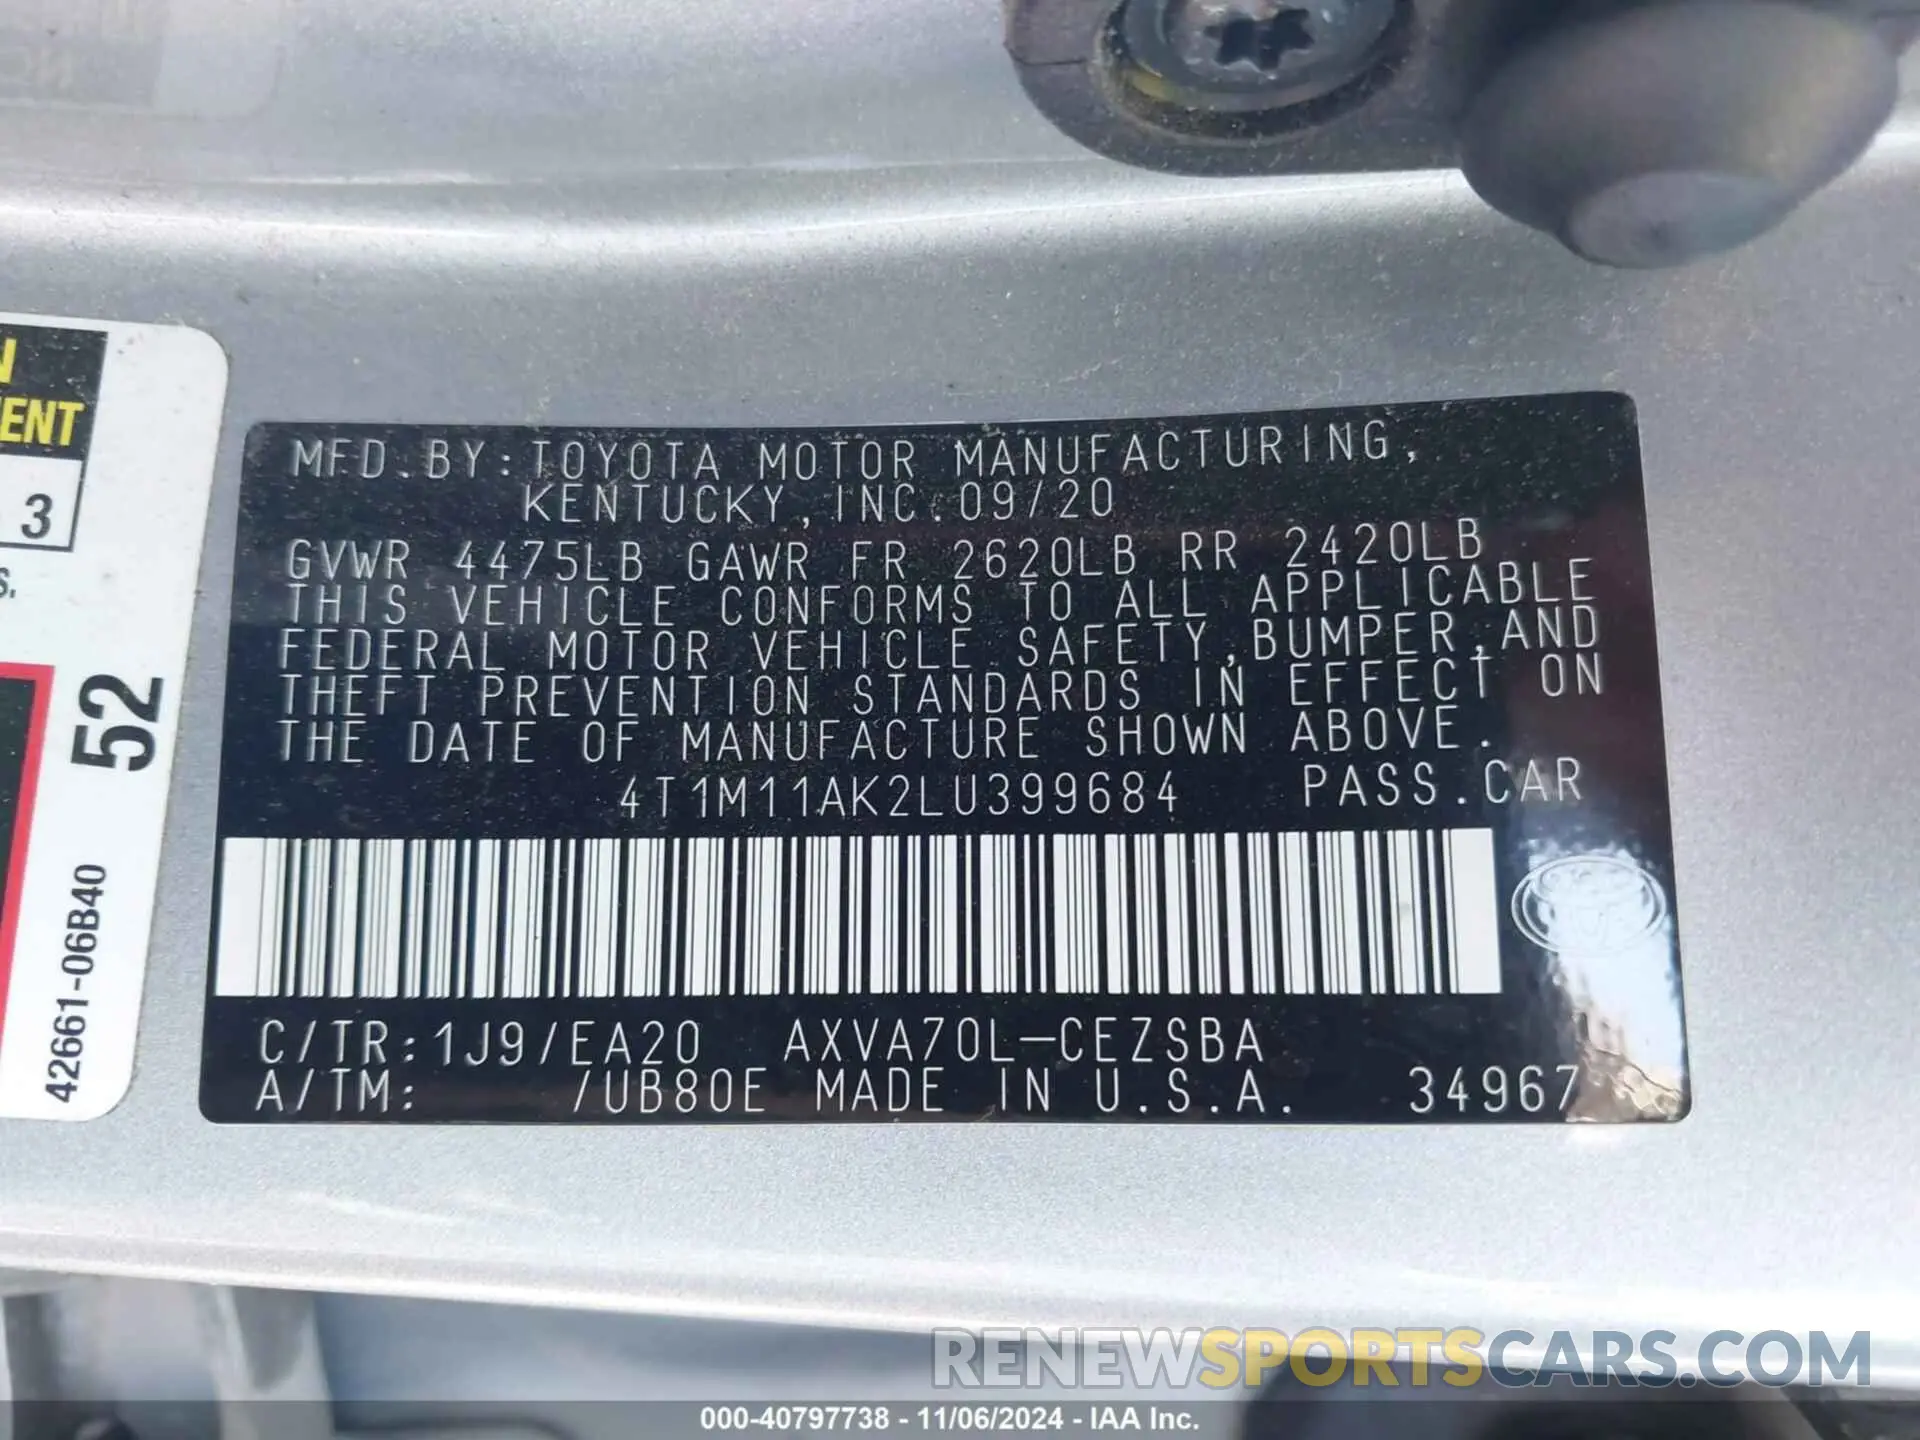 MFD.BY:TOYOTA MOTOR MANUFACTURING,
KENTUCKY,INC.09/20
GVWR 4475LB GAWR FR 2620LB RR 2420LB
THIS VEHICLE CONFORMS TO ALL APPLICABLE
FEDERAL MOTOR VEHICLE SAFETY,BUMPER,AND
THEFT PREVENTION STANDARDS IN EFFECT ON
THE DATE OF MANUFACTURE SHOWN ABOVE.
4T1M11AK2LU399684 PASS.CAR
C/TR:1J9/EA20 AXVA70L-CEZSBA
A/TM: /UB80E MADE IN U.S.A. 34967
3
52
42661-06B40
RENEWSPORTSCARS.COM
000-40797738 - 11/06/2024 - IAA Inc.